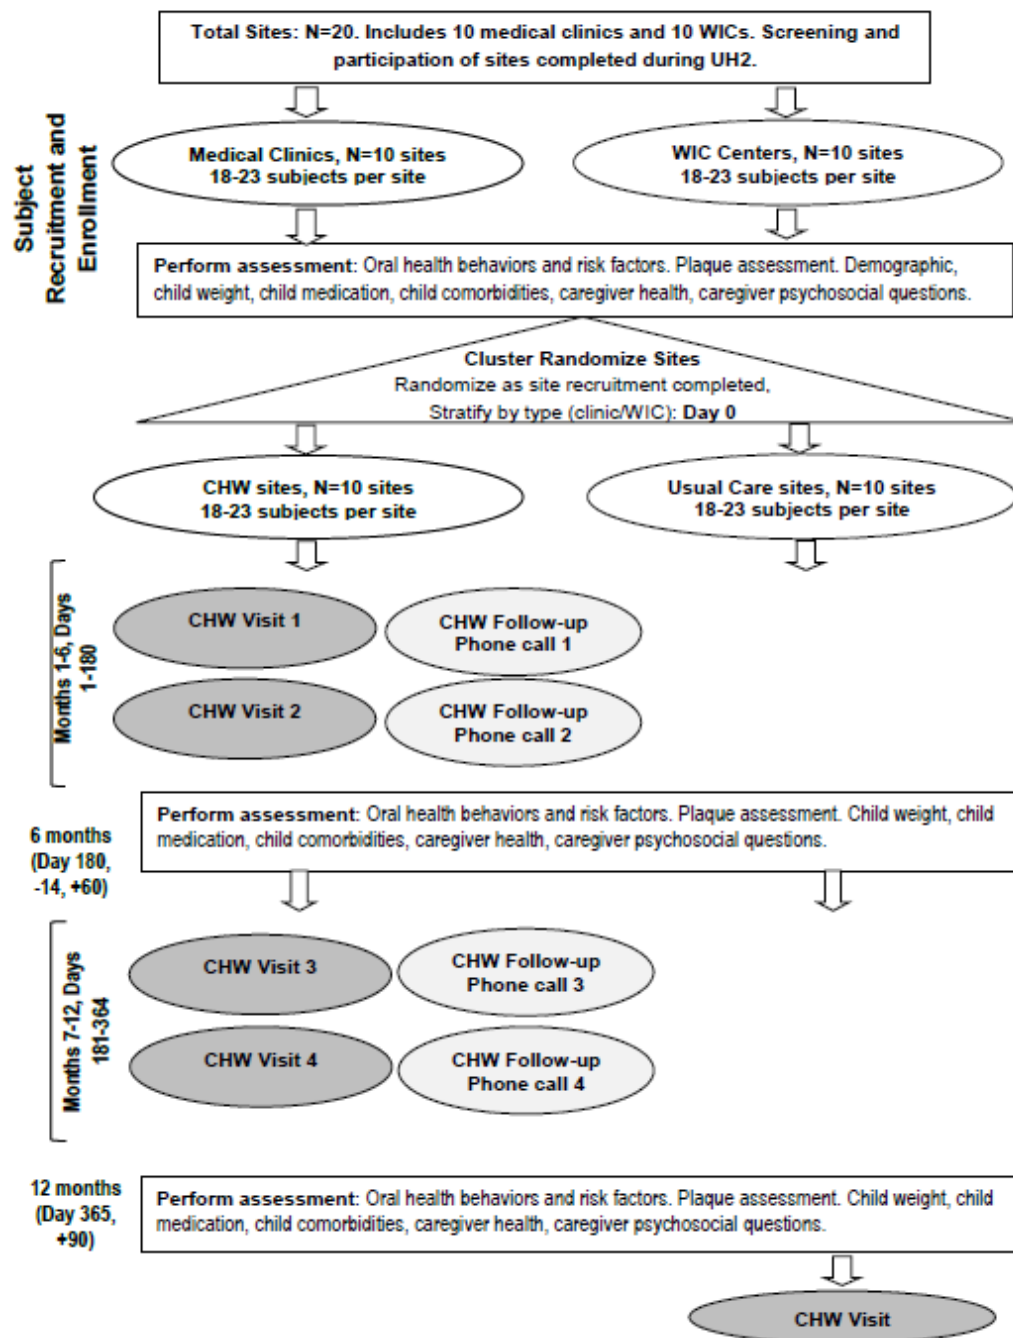 Total Sites: N=20. Includes 10 medical clinics and 10 WICs. Screening and
participation of sites completed during UH2.
Subject
Recruitment and
Enrollment
Medical Clinics, N=10 sites
18-23 subjects per site
WIC Centers, N=10 sites
18-23 subjects per site
Perform assessment: Oral health behaviors and risk factors. Plaque assessment. Demographic,
child weight, child medication, child comorbidities, caregiver health, caregiver psychosocial questions.
Cluster Randomize Sites
Randomize as site recruitment completed,
Stratify by type (clinic/WIC): Day 0
CHW sites, N=10 sites
18-23 subjects per site
Usual Care sites, N=10 sites
18-23 subjects per site
Months 1-6, Days
1-180
CHW Visit 1
CHW Follow-up
Phone call 1
CHW Visit 2
CHW Follow-up
Phone call 2
6 months
(Day 180,
-14, +60)
Perform assessment: Oral health behaviors and risk factors. Plaque assessment. Child weight, child
medication, child comorbidities, caregiver health, caregiver psychosocial questions.
Months 7-12, Days
181-364
CHW Visit 3
CHW Follow-up
Phone call 3
CHW Visit 4
CHW Follow-up
Phone call 4
12 months
(Day 365,
+90)
Perform assessment: Oral health behaviors and risk factors. Plaque assessment. Child weight, child
medication, child comorbidities, caregiver health, caregiver psychosocial questions.
CHW Visit